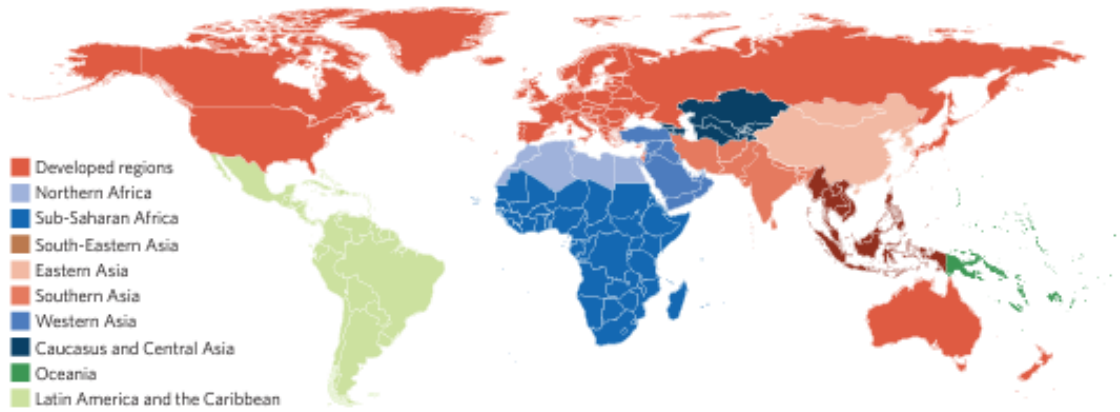 Developed regions
Northern Africa
Sub-Saharan Africa
South-Eastern Asia
Eastern Asia
Southern Asia
Western Asia
Caucasus and Central Asia
Oceania
Latin America and the Caribbean